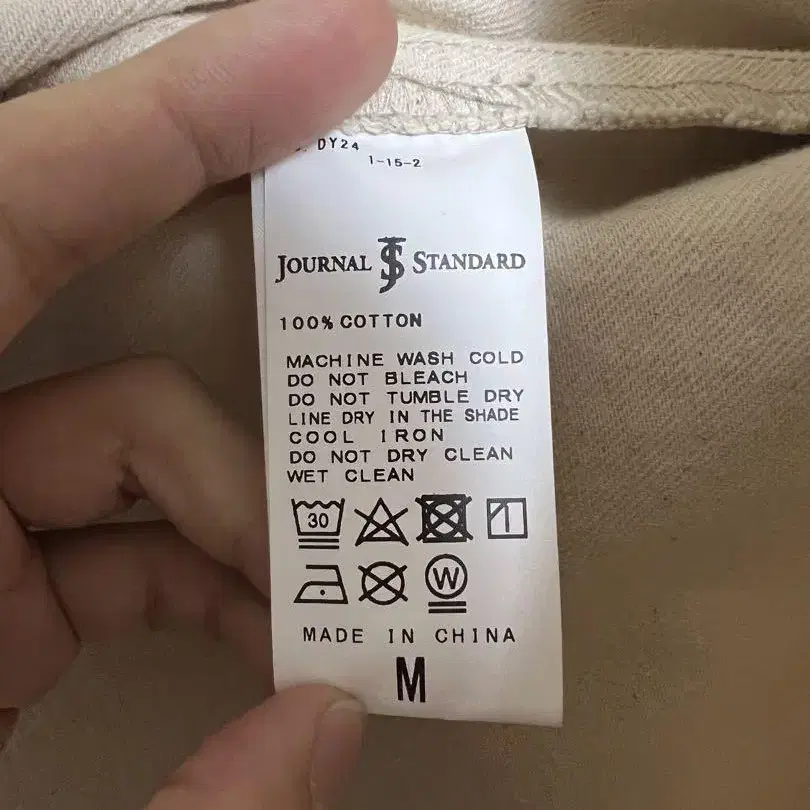 DY24
1-15-2
JOURNAL JS STANDARD
100% COTTON
MACHINE WASH COLD
DO NOT BLEACH
DO NOT TUMBLE DRY
LINE DRY IN THE SHADE
COOL IRON
DO NOT DRY CLEAN
WET CLEAN
30
W
MADE IN CHINA
M